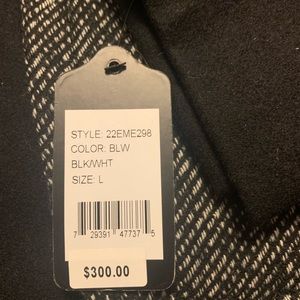 STYLE: 22EME298
COLOR: BLW
BLK/WHT
SIZE: L
7 29391 47737 5
$300.00